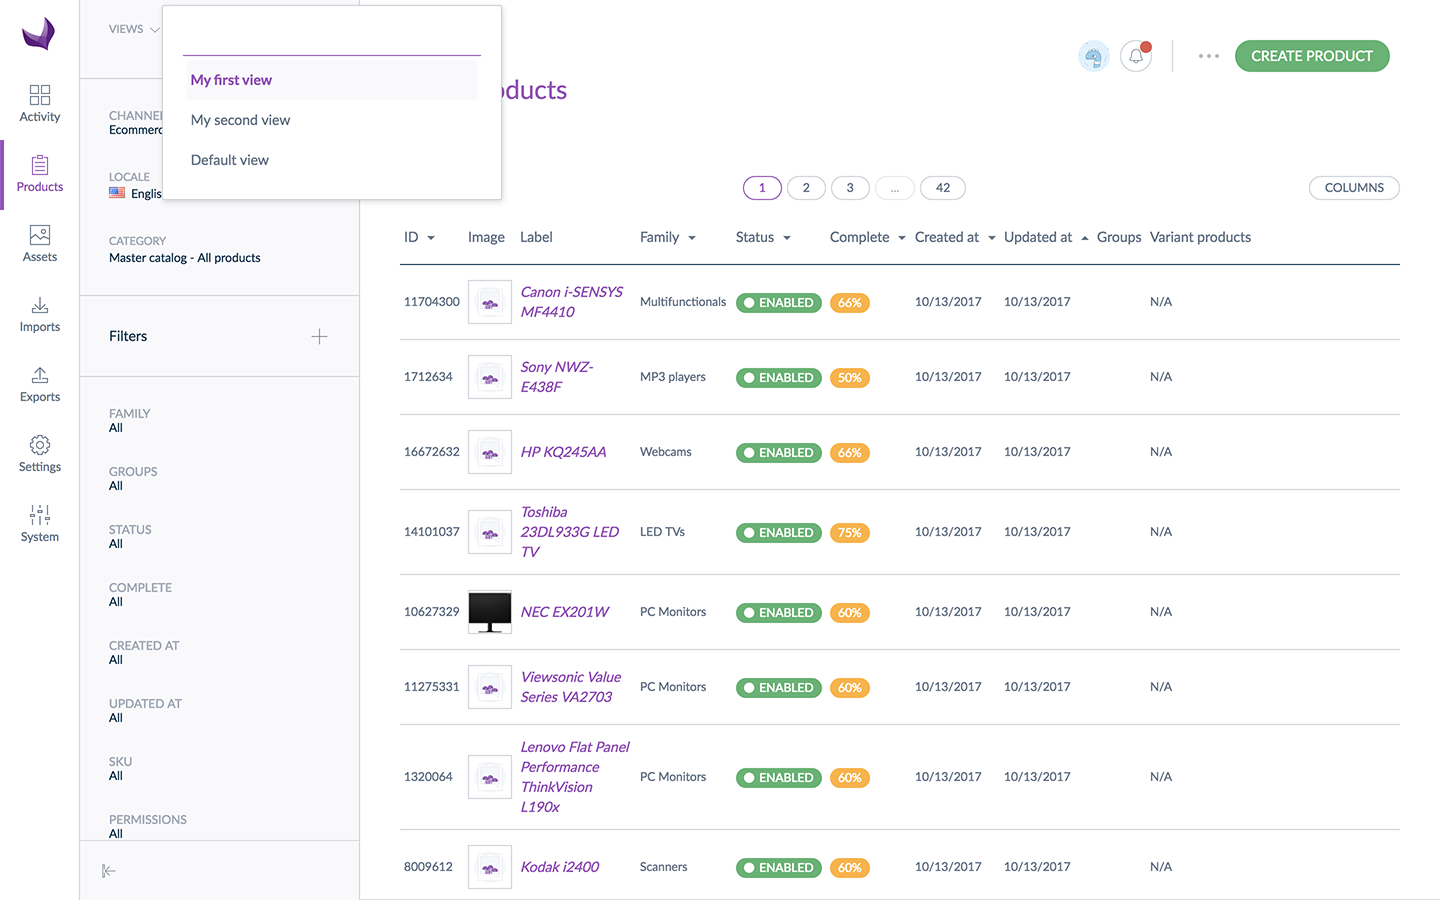 Activity
Products
Assets
Imports
Exports
Settings
System
VIEWS
My first view
My second view
Default view
CHANNE
Ecommerc
LOCALE
Englis
CATEGORY
Master catalog - All products
Filters
FAMILY
All
GROUPS
All
STATUS
All
COMPLETE
All
CREATED AT
All
UPDATED AT
All
SKU
All
PERMISSIONS
All
oducts
... CREATE PRODUCT
1 2 3 ... 42 COLUMNS
ID Image Label Family Status Complete Created at Updated at Groups Variant products
11704300 Canon i-SENSYS MF4410 Multifunctionals ENABLED 66% 10/13/2017 10/13/2017 N/A
1712634 Sony NWZ-E438F MP3 players ENABLED 50% 10/13/2017 10/13/2017 N/A
16672632 HP KQ245AA Webcams ENABLED 66% 10/13/2017 10/13/2017 N/A
14101037 Toshiba 23DL933G LED TV LED TVs ENABLED 75% 10/13/2017 10/13/2017 N/A
10627329 NEC EX201W PC Monitors ENABLED 60% 10/13/2017 10/13/2017 N/A
11275331 Viewsonic Value Series VA2703 PC Monitors ENABLED 60% 10/13/2017 10/13/2017 N/A
1320064 Lenovo Flat Panel Performance ThinkVision L190x PC Monitors ENABLED 60% 10/13/2017 10/13/2017 N/A
8009612 Kodak i2400 Scanners ENABLED 60% 10/13/2017 10/13/2017 N/A